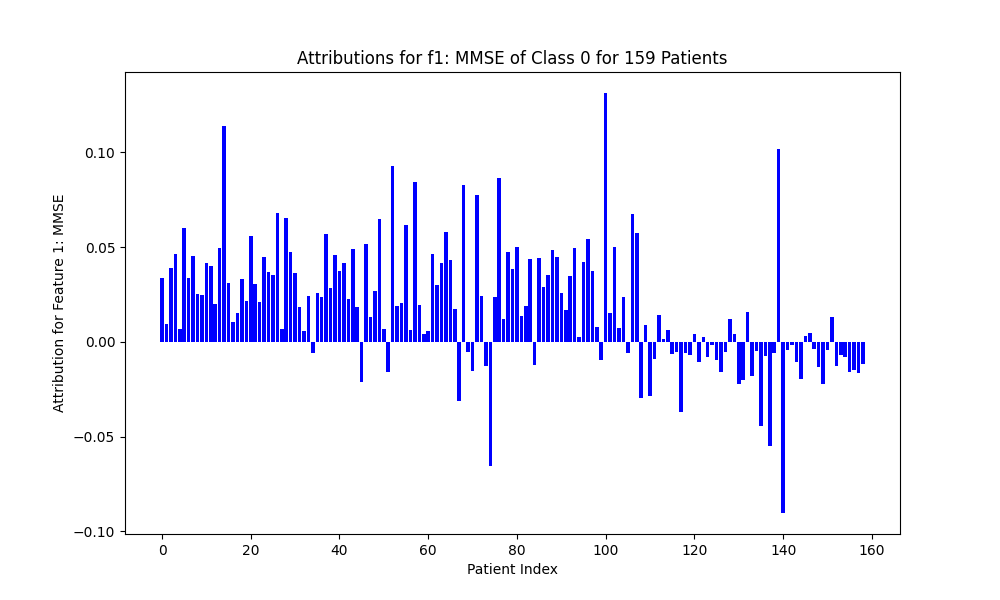 Attributions for f1: MMSE of Class 0 for 159 Patients
Attribution for Feature 1: MMSE
0.10
0.05
0.00
−0.05
−0.10
0 20 40 60 80 100 120 140 160
Patient Index